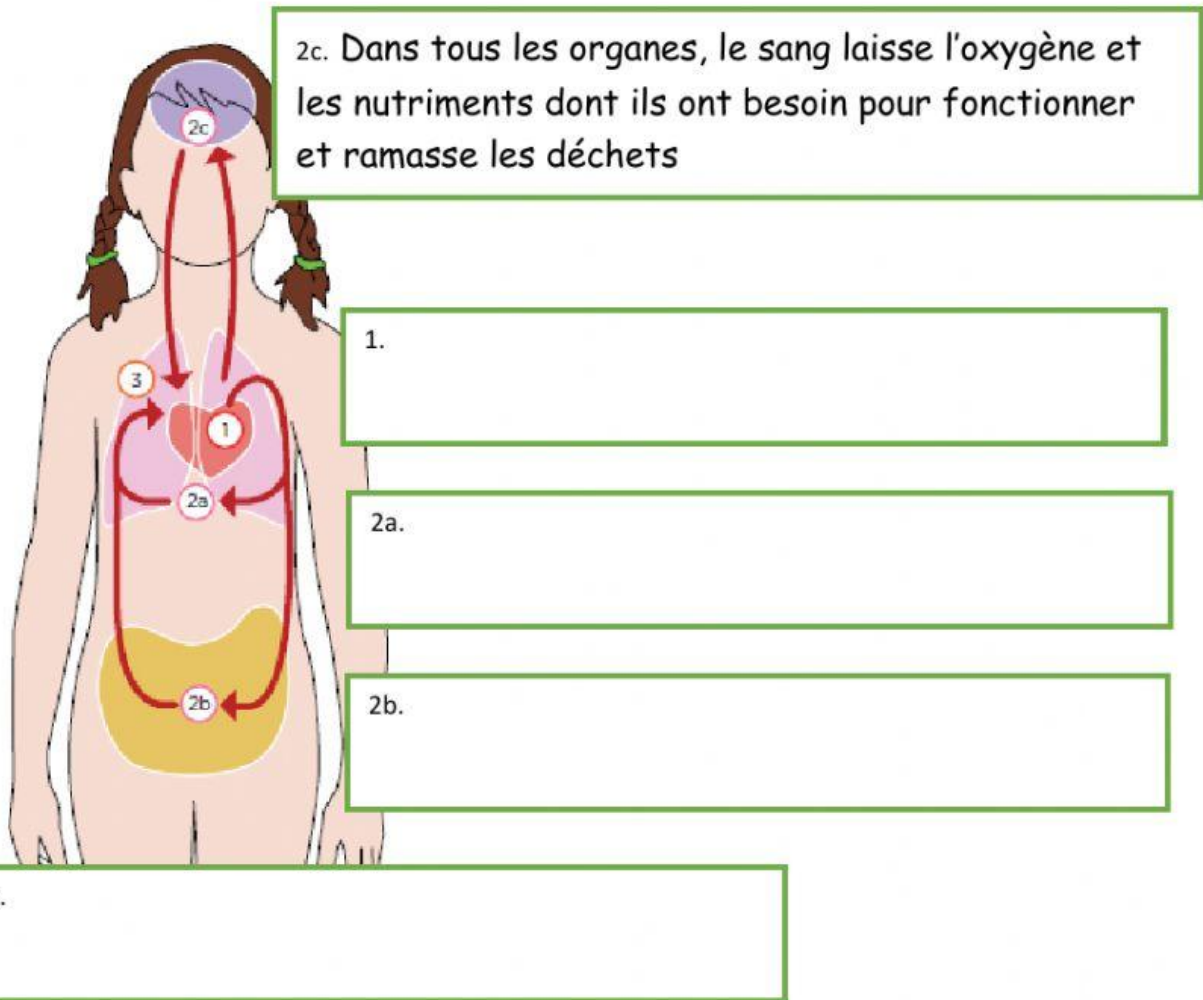 2c. Dans tous les organes, le sang laisse l'oxygène et
les nutriments dont ils ont besoin pour fonctionner
et ramasse les déchets
2c
1.
3
1
2a
2a.
2b.
2b